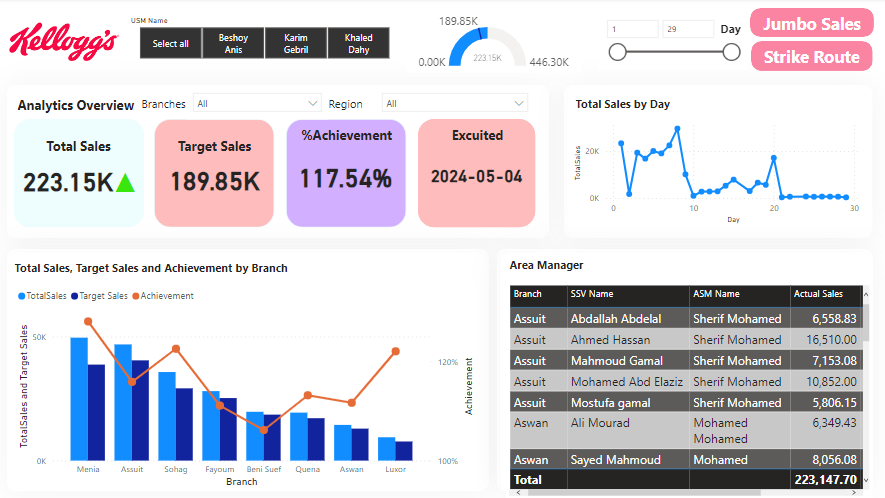 Kellogg's
USM Name
Select all
Beshoy
Anis
Karim
Gebril
Khaled
Dahy
189.85K
223.15K
0.00K
446.30K
1
29
Day
Jumbo Sales
Strike Route
Analytics Overview
Branches
All
Region
All
Total Sales
223.15K
Target Sales
189.85K
%Achievement
117.54%
Excuited
2024-05-04
Total Sales by Day
TotalSales
20K
0K
0
10
20
30
Day
Total Sales, Target Sales and Achievement by Branch
TotalSales
Target Sales
Achievement
TotalSales and Target Sales
50K
0K
120%
100%
Achievement
Menia
Assuit
Sohag
Fayoum
Beni Suef
Quena
Aswan
Luxor
Branch
Area Manager
Branch SSV Name ASM Name Actual Sales
Assuit Abdallah Abdelal Sherif Mohamed 6,558.83
Assuit Ahmed Hassan Sherif Mohamed 16,510.00
Assuit Mahmoud Gamal Sherif Mohamed 7,153.08
Assuit Mohamed Abd Elaziz Sherif Mohamed 10,852.00
Assuit Mostufa gamal Sherif Mohamed 5,806.15
Aswan Ali Mourad Mohamed 6,349.43
Mohamed
Aswan Sayed Mahmoud Mohamed 8,056.08
Total 223,147.70